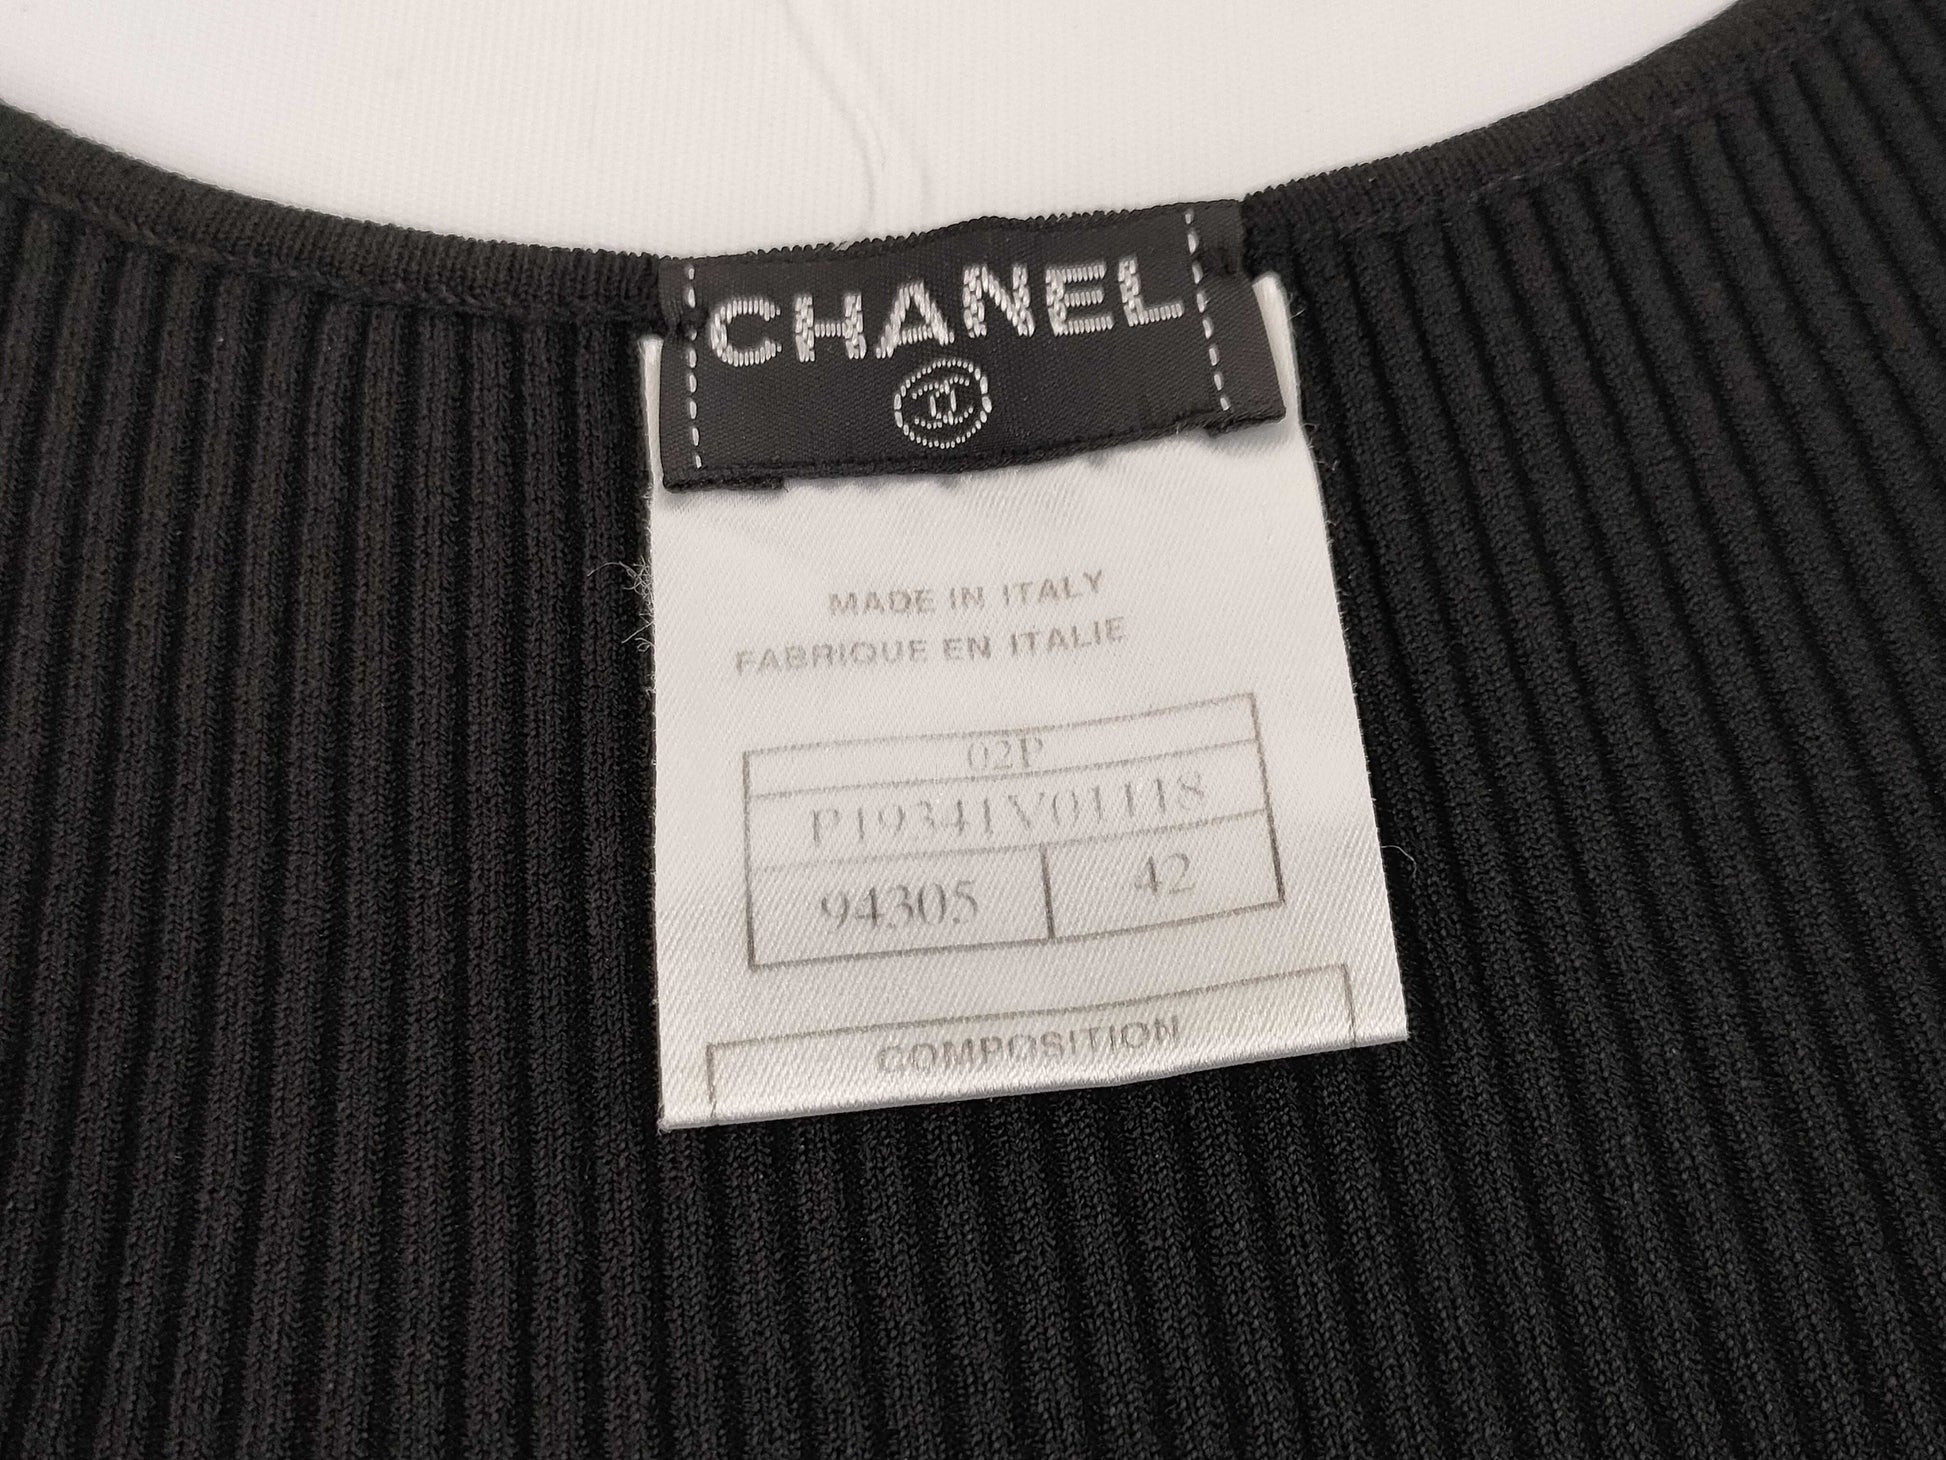 CHANEL
MADE IN ITALY
FABRIQUE EN ITALIE
02P
P19341V01118
94305 42
COMPOSITION